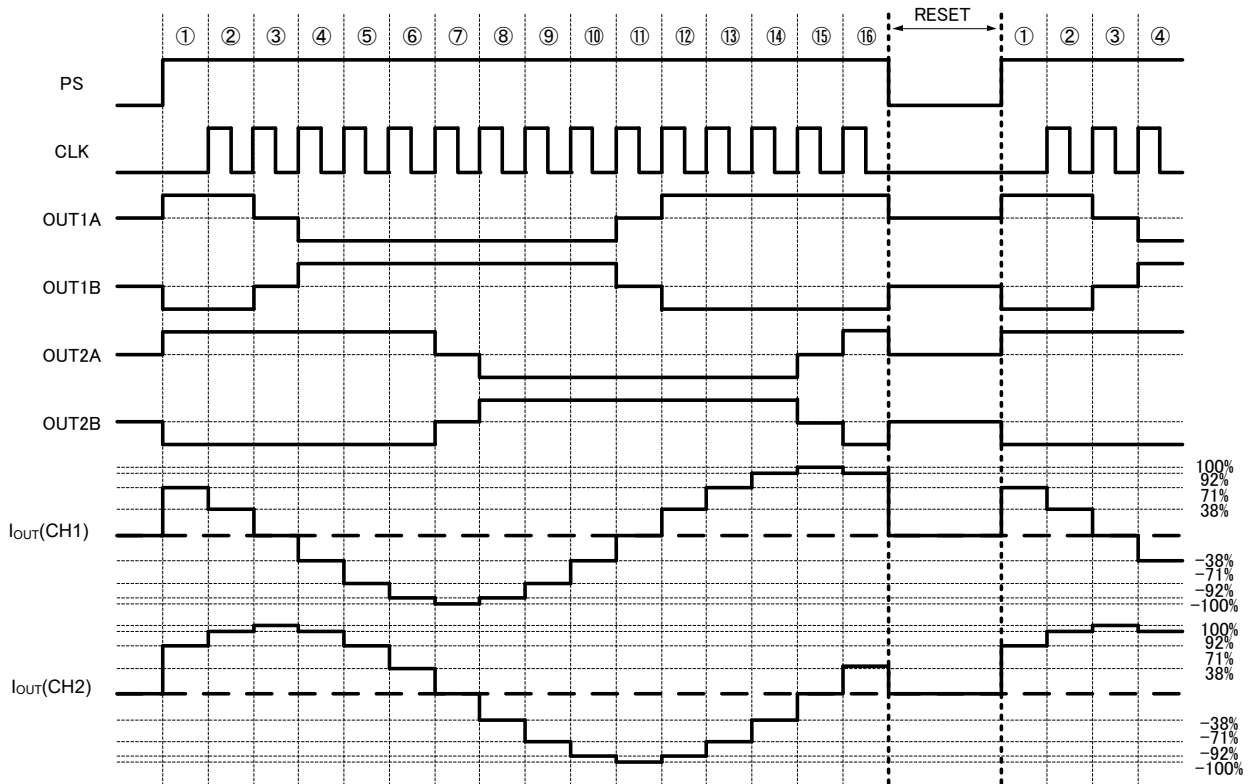 RESET
① ② ③ ④ ⑤ ⑥ ⑦ ⑧ ⑨ ⑩ ⑪ ⑫ ⑬ ⑭ ⑮ ⑯ ① ② ③ ④
PS
CLK
OUT1A
OUT1B
OUT2A
OUT2B
100%
92%
71%
38%
IOUT(CH1)
-38%
-71%
-92%
-100%
100%
92%
71%
38%
IOUT(CH2)
-38%
-71%
-92%
-100%